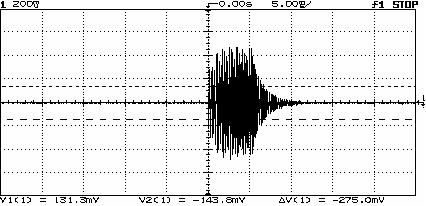 1 200V -0.00s 5.00m/ f1 STOP
V1(1) = 131.3mV V2(1) = -143.8mV ΔV(1) = -275.0mV